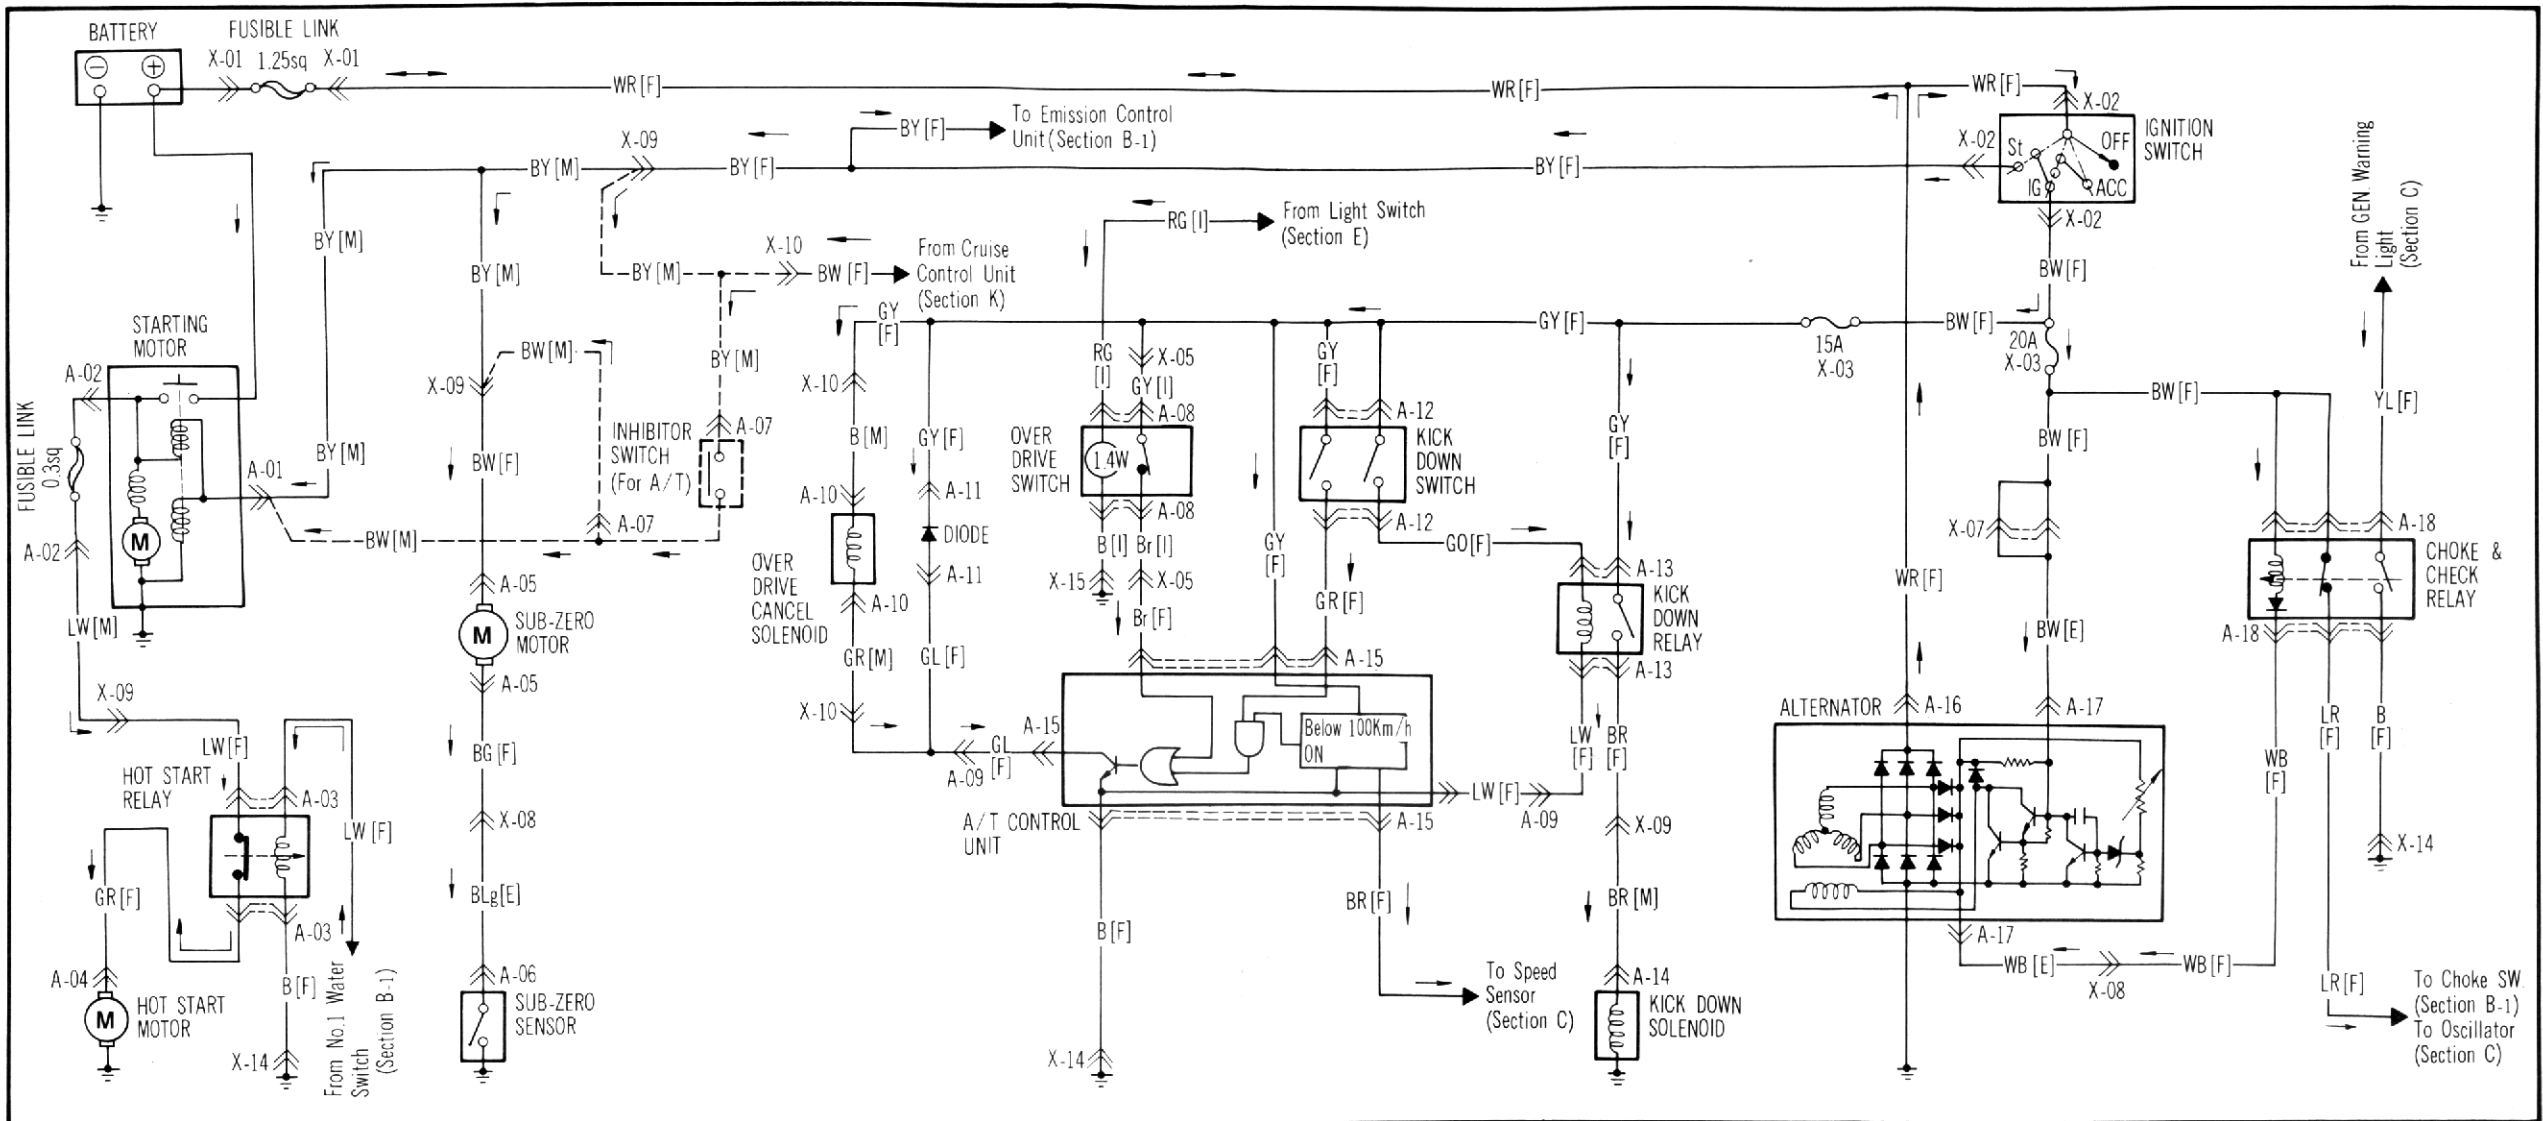 BATTERY
FUSIBLE LINK
X-01 1.25sq X-01
WR[F]
WR[F]
WR[F]
X-02
IGNITION
SWITCH
X-02
St
OFF
IG
ACC
X-02
To Emission Control
Unit(Section B-1)
BY[F]
X-09
BY[M]
BY[F]
BY[F]
From Light Switch
(Section E)
RG[I]
From GEN. Warning
Light
(Section C)
BY[M]
BY[M]
BY[M]
X-10
BW[F]
From Cruise
Control Unit
(Section K)
BW[F]
GY
[F]
GY[F]
15A
X-03
BW[F]
20A
X-03
STARTING
MOTOR
A-02
BW[M]
BY[M]
X-09
X-10
RG
[I]
X-05
GY[I]
GY
[F]
BW[F]
YL[F]
FUSIBLE LINK
0.3sq
BY[M]
A-01
BW[F]
INHIBITOR
SWITCH
(For A/T)
A-07
B[M]
GY[F]
A-08
OVER
DRIVE
SWITCH
1.4W
A-12
KICK
DOWN
SWITCH
GY
[F]
BW[F]
A-10
A-11
A-08
A-12
A-07
BW[M]
DIODE
B[I]
Br[I]
GY
[F]
GO[F]
X-07
A-18
CHOKE &
CHECK
RELAY
M
A-02
OVER
DRIVE
CANCEL
SOLENOID
A-11
X-15
X-05
A-13
KICK
DOWN
RELAY
WR[F]
A-05
A-10
Br[F]
GR[F]
LW[M]
M
SUB-ZERO
MOTOR
BW[E]
A-18
GR[M]
GL[F]
A-15
A-13
A-05
X-09
X-10
ALTERNATOR
A-16
A-17
LW[F]
BG[F]
A-15
GL
[F]
A-09
Below 100Km/h
ON
LW
[F]
BR
[F]
WB
[F]
LR
[F]
B
[F]
HOT START
RELAY
A-03
LW[F]
X-08
A/T CONTROL
UNIT
A-15
LW[F]
A-09
X-09
X-14
GR[F]
BLg[E]
BR[F]
BR[M]
A-03
B[F]
A-17
A-04
M
HOT START
MOTOR
B[F]
A-06
SUB-ZERO
SENSOR
To Speed
Sensor
(Section C)
A-14
KICK DOWN
SOLENOID
WB[E]
X-08
WB[F]
LR[F]
To Choke SW.
(Section B-1)
To Oscillator
(Section C)
X-14
From No.1 Water
Switch
(Section B-1)
X-14